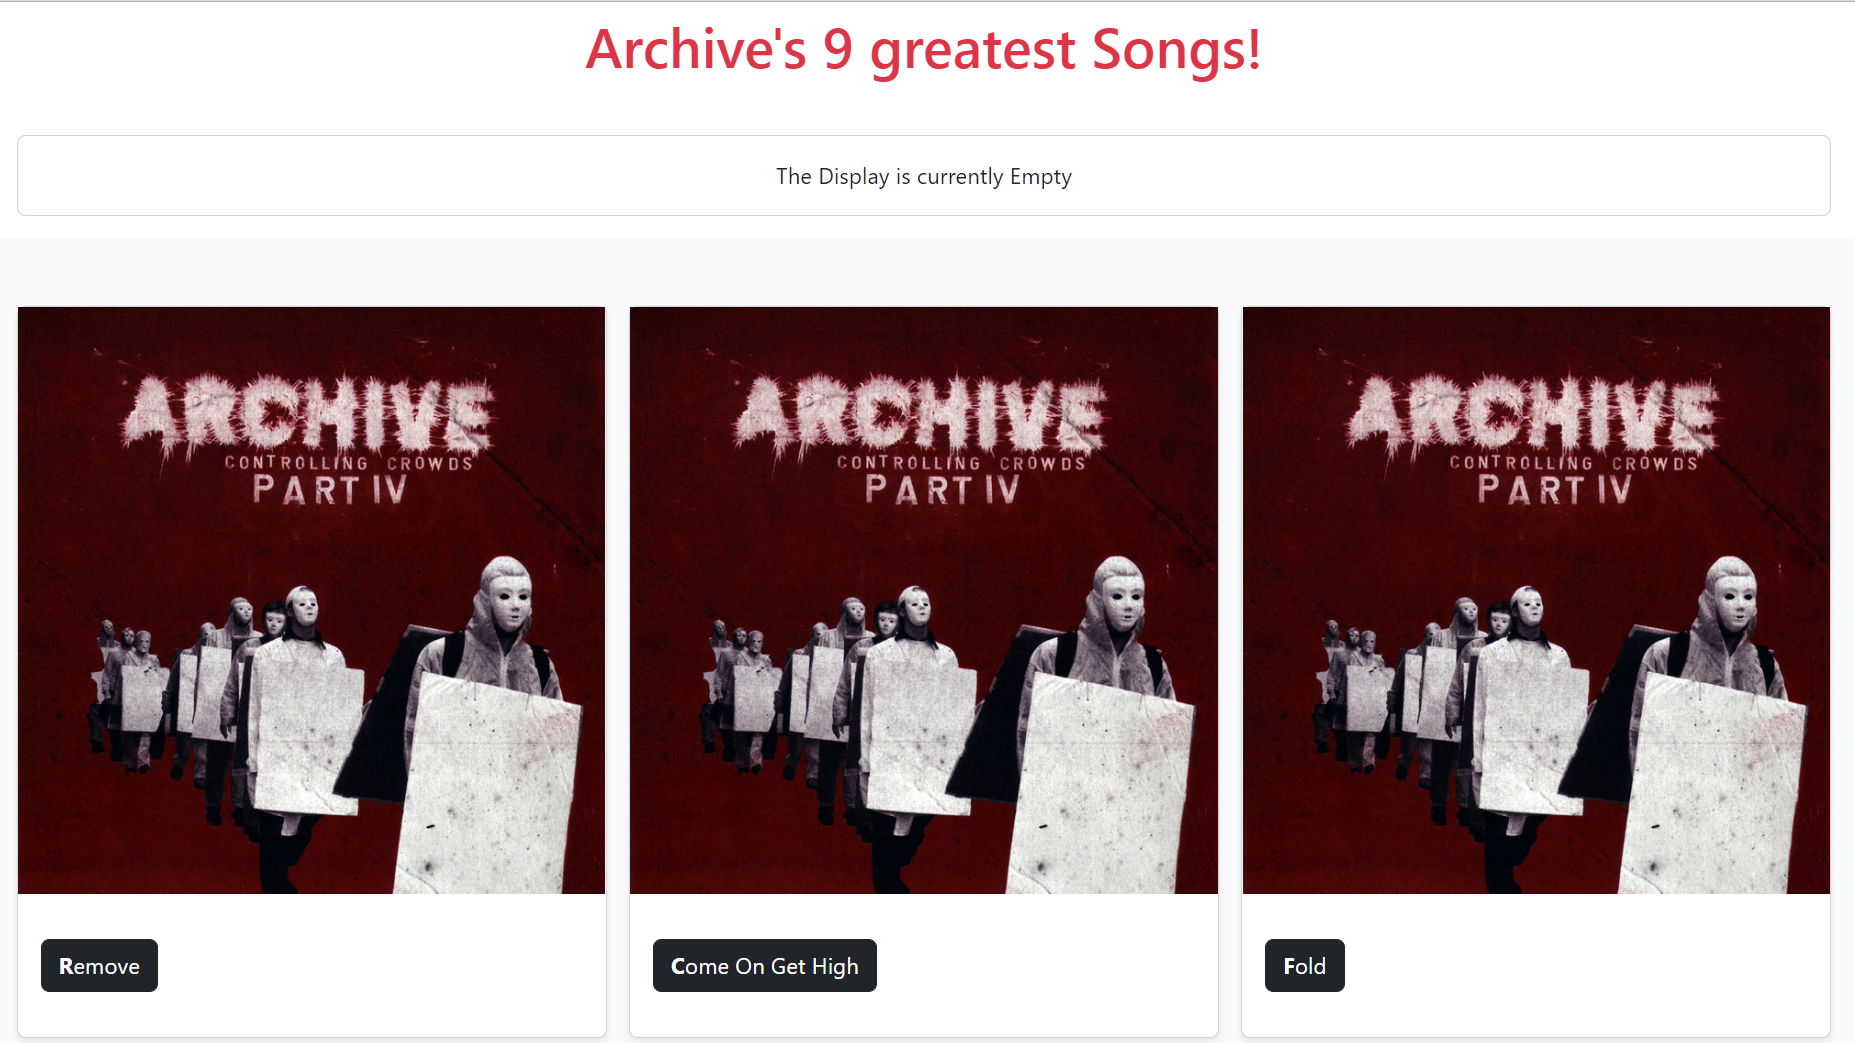 Archive's 9 greatest Songs!
The Display is currently Empty
ARCHIVE
CONTROLLING CROWDS
PART IV
Remove
ARCHIVE
CONTROLLING CROWDS
PART IV
Come On Get High
ARCHIVE
CONTROLLING CROWDS
PART IV
Fold